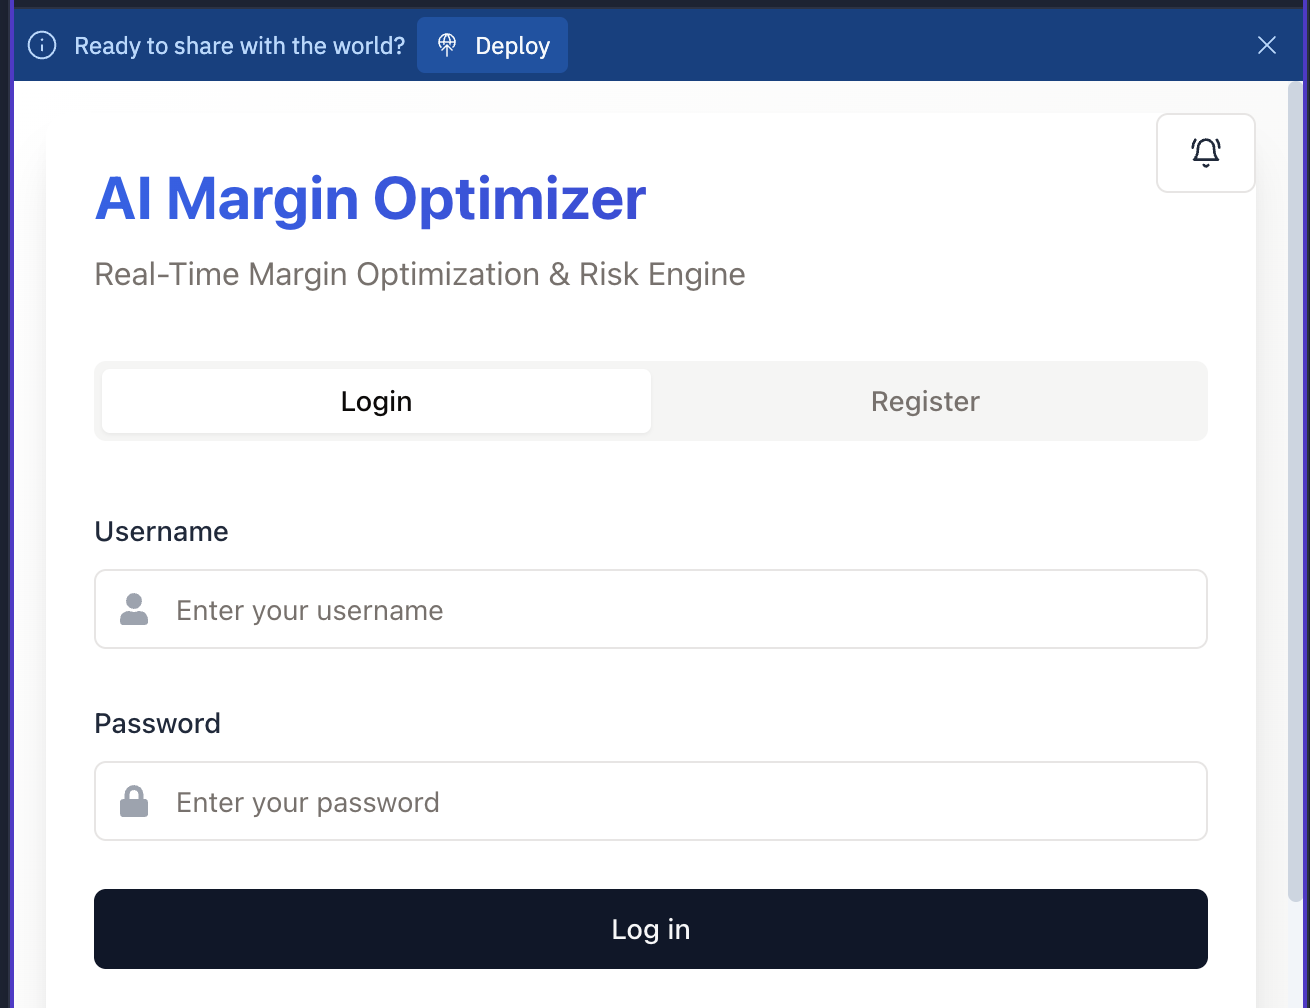 Ready to share with the world? Deploy
AI Margin Optimizer
Real-Time Margin Optimization & Risk Engine
Login Register
Username
Enter your username
Password
Enter your password
Log in